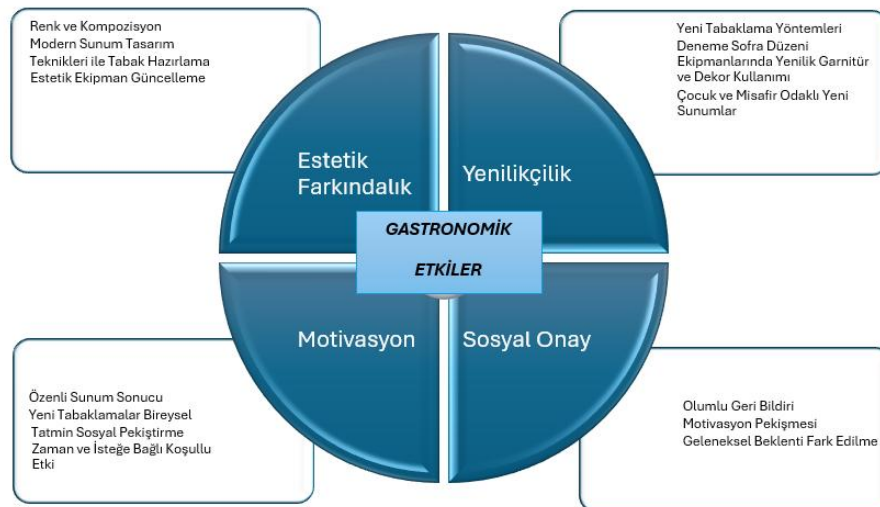 Renk ve Kompozisyon
Modern Sunum Tasarım
Teknikleri ile Tabak Hazırlama
Estetik Ekipman Güncelleme
Yeni Tabaklama Yöntemleri
Deneme Sofra Düzeni
Ekipmanlarında Yenilik Garnitür
ve Dekor Kullanımı
Çocuk ve Misafir Odaklı Yeni
Sunumlar
Estetik
Farkındalık
Yenilikçilik
GASTRONOMİK
ETKİLER
Motivasyon
Sosyal Onay
Özenli Sunum Sonucu
Yeni Tabaklamalar Bireysel
Tatmin Sosyal Pekiştirme
Zaman ve İsteğe Bağlı Koşullu
Etki
Olumlu Geri Bildiri
Motivasyon Pekişmesi
Geleneksel Beklenti Fark Edilme